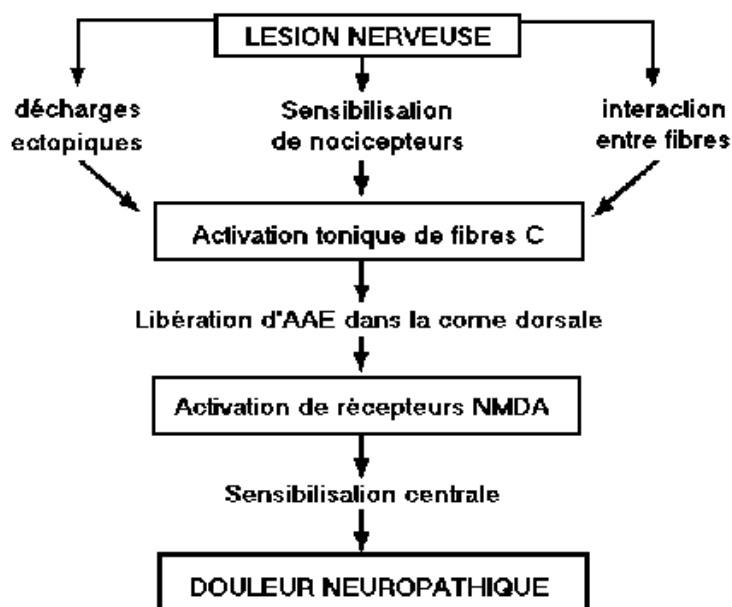 LESION NERVEUSE
décharges
ectopiques
Sensibilisation
de nocicepteurs
interaction
entre fibres
Activation tonique de fibres C
Libération d'AAE dans la corne dorsale
Activation de récepteurs NMDA
Sensibilisation centrale
DOULEUR NEUROPATHIQUE